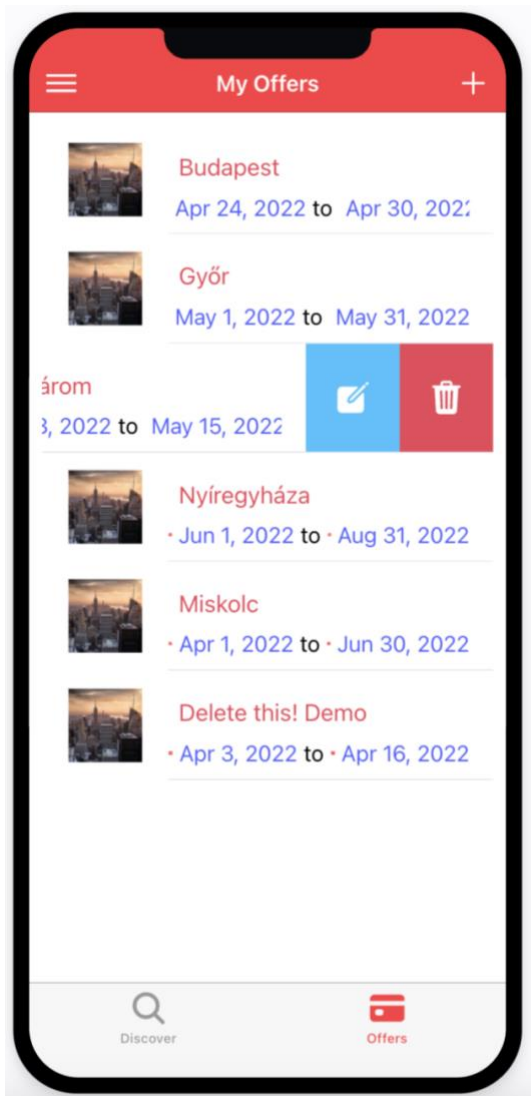 My Offers
Budapest
Apr 24, 2022 to Apr 30, 202
Győr
May 1, 2022 to May 31, 2022
árom
, 2022 to May 15, 2022
Nyíregyháza
Jun 1, 2022 to Aug 31, 2022
Miskolc
Apr 1, 2022 to Jun 30, 2022
Delete this! Demo
Apr 3, 2022 to Apr 16, 2022
Discover
Offers